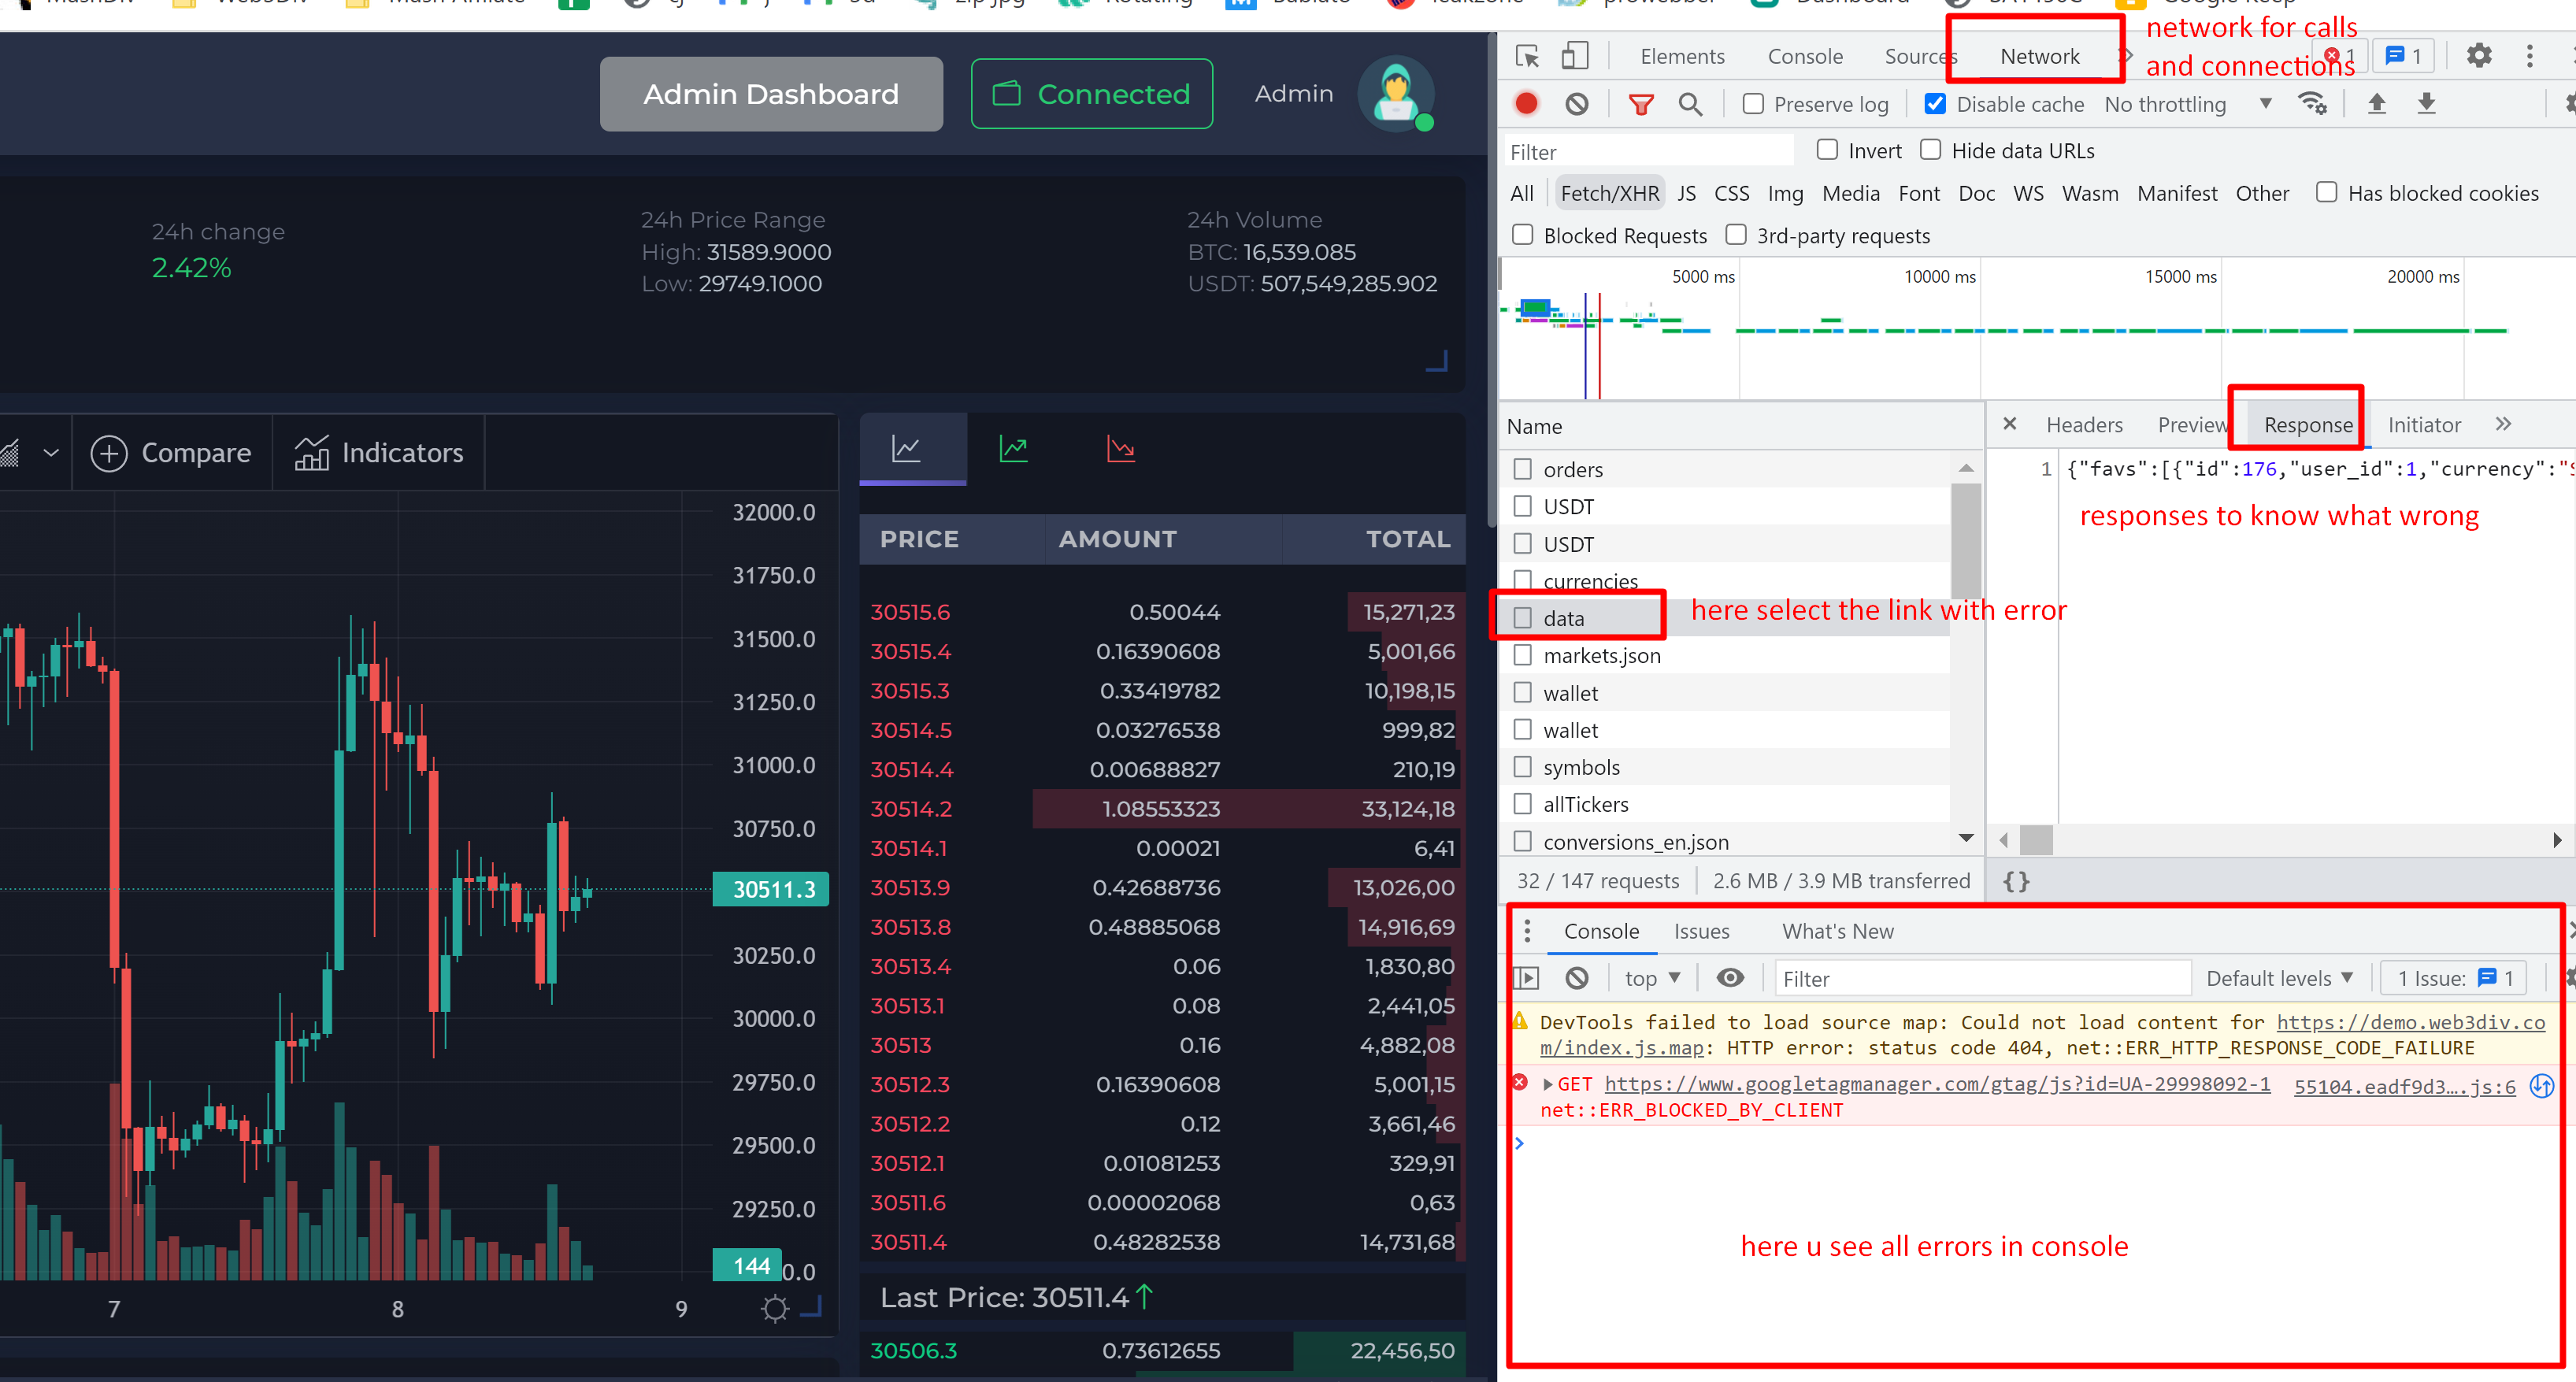 network for calls
and connections
Admin Dashboard
Connected
Admin
Elements Console Sources Network 1 1
Preserve log Disable cache No throttling
Filter Invert Hide data URLs
All Fetch/XHR JS CSS Img Media Font Doc WS Wasm Manifest Other Has blocked cookies
Blocked Requests 3rd-party requests
5000 ms 10000 ms 15000 ms 20000 ms
24h change
2.42%
24h Price Range
High: 31589.9000
Low: 29749.1000
24h Volume
BTC: 16,539.085
USDT: 507,549,285.902
Compare Indicators
32000.0
31750.0
31500.0
31250.0
31000.0
30750.0
30511.3
30250.0
30000.0
29750.0
29500.0
29250.0
144
0.0
7 8 9
PRICE AMOUNT TOTAL
30515.6 0.50044 15,271,23
30515.4 0.16390608 5,001,66
30515.3 0.33419782 10,198,15
30514.5 0.03276538 999,82
30514.4 0.00688827 210,19
30514.2 1.08553323 33,124,18
30514.1 0.00021 6,41
30513.9 0.42688736 13,026,00
30513.8 0.48885068 14,916,69
30513.4 0.06 1,830,80
30513.1 0.08 2,441,05
30513 0.16 4,882,08
30512.3 0.16390608 5,001,15
30512.2 0.12 3,661,46
30512.1 0.01081253 329,91
30511.6 0.00002068 0,63
30511.4 0.48282538 14,731,68
Last Price: 30511.4↑
30506.3 0.73612655 22,456,50
Name
orders
USDT
USDT
currencies
data
here select the link with error
markets.json
wallet
wallet
symbols
allTickers
conversions_en.json
32 / 147 requests 2.6 MB / 3.9 MB transferred
× Headers Preview Response Initiator
1 {"favs":[{"id":176,"user_id":1,"currency":"
responses to know what wrong
{}
Console Issues What's New
top Filter Default levels 1 Issue: 1
DevTools failed to load source map: Could not load content for https://demo.web3div.co
m/index.js.map: HTTP error: status code 404, net::ERR_HTTP_RESPONSE_CODE_FAILURE
GET https://www.googletagmanager.com/gtag/js?id=UA-29998092-1 55104.eadf9d3….js:6
net::ERR_BLOCKED_BY_CLIENT
here u see all errors in console